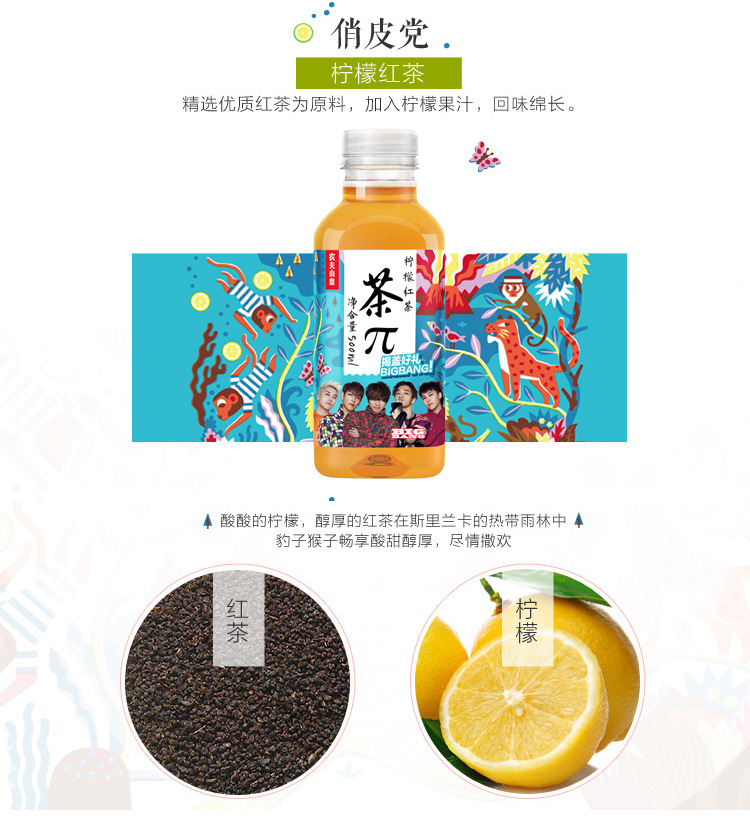 俏皮党
柠檬红茶
精选优质红茶为原料，加入柠檬果汁，回味绵长。
农夫山泉
柠檬红茶
茶π
净含量500ml
揭盖好礼
BIGBANG!
BIG
BANG
酸酸的柠檬，醇厚的红茶在斯里兰卡的热带雨林中
豹子猴子畅享酸甜醇厚，尽情撒欢
红茶
柠檬